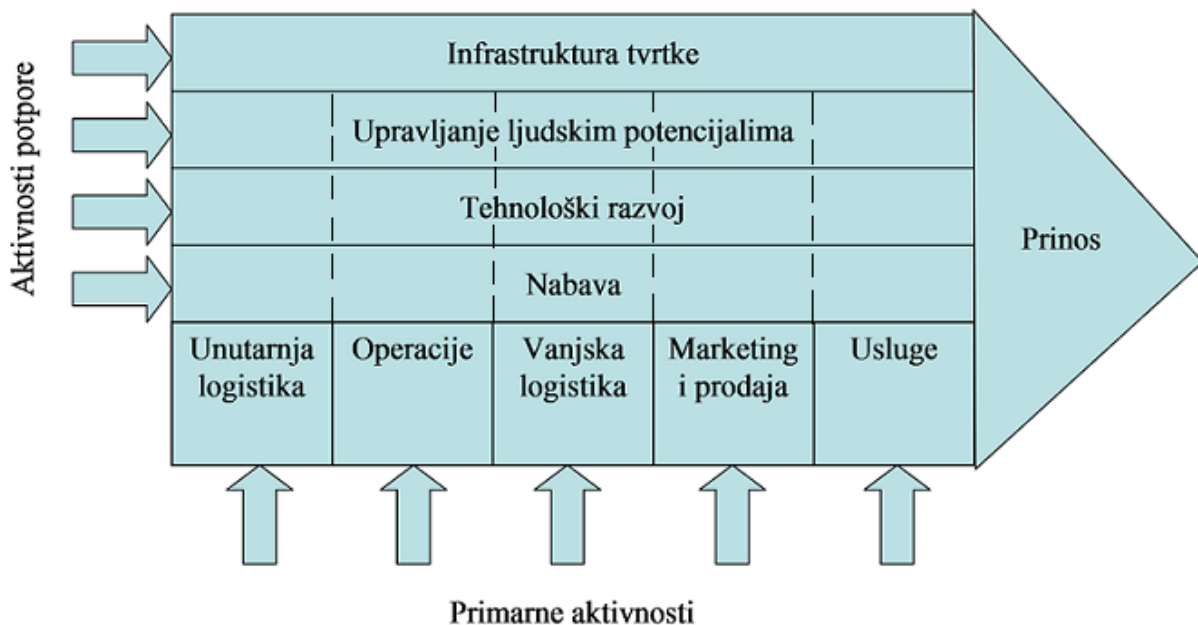 Aktivnosti potpore
Infrastruktura tvrtke
Upravljanje ljudskim potencijalima
Tehnološki razvoj
Nabava
Unutarnja
logistika
Operacije
Vanjska
logistika
Marketing
i prodaja
Usluge
Prinos
Primarne aktivnosti